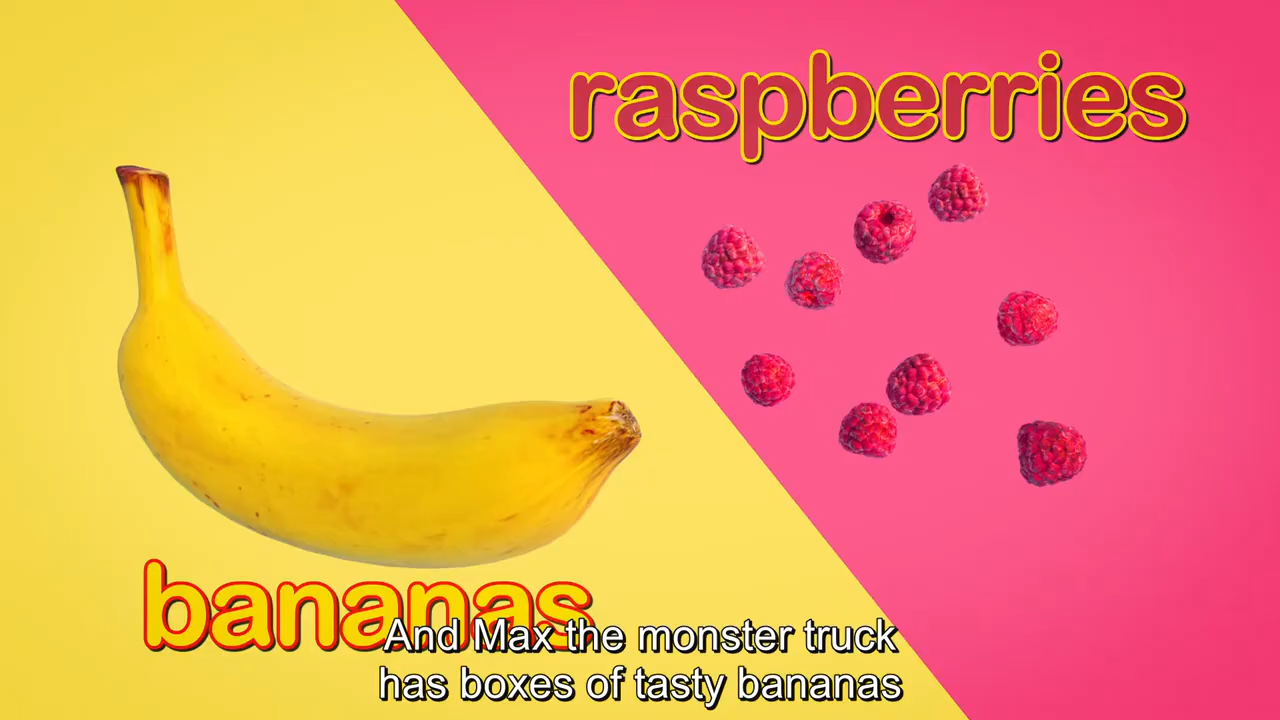 raspberries
bananas
And Max the monster truck
has boxes of tasty bananas